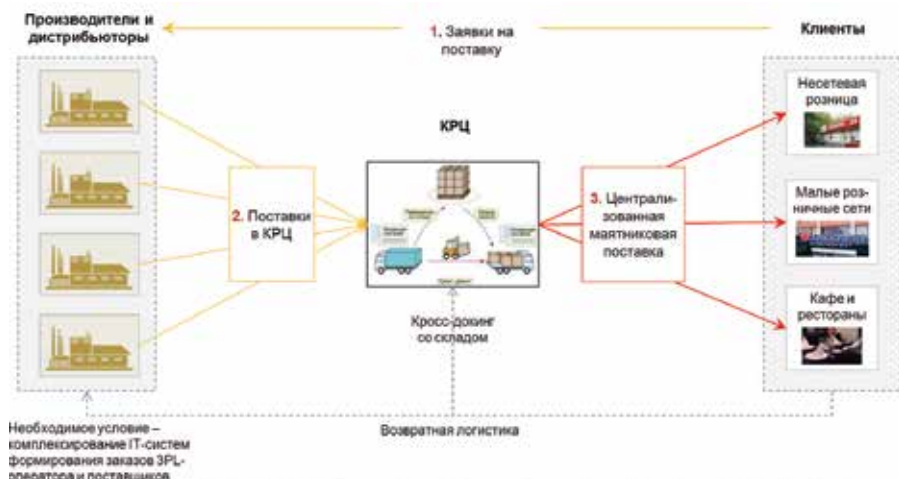 Производители и
дистрибьюторы
1. Заявки на
поставку
Клиенты
КРЦ
Несетевая
розница
2. Поставки
в КРЦ
3. Централи-
зованная
маятниковая
поставка
Малые роз-
ничные сети
Кафе и
рестораны
Кросс-докинг
со складом
Возвратная логистика
Необходимое условие –
комплексирование IT-систем
формирования заказов 3PL-
оператора и поставщиков